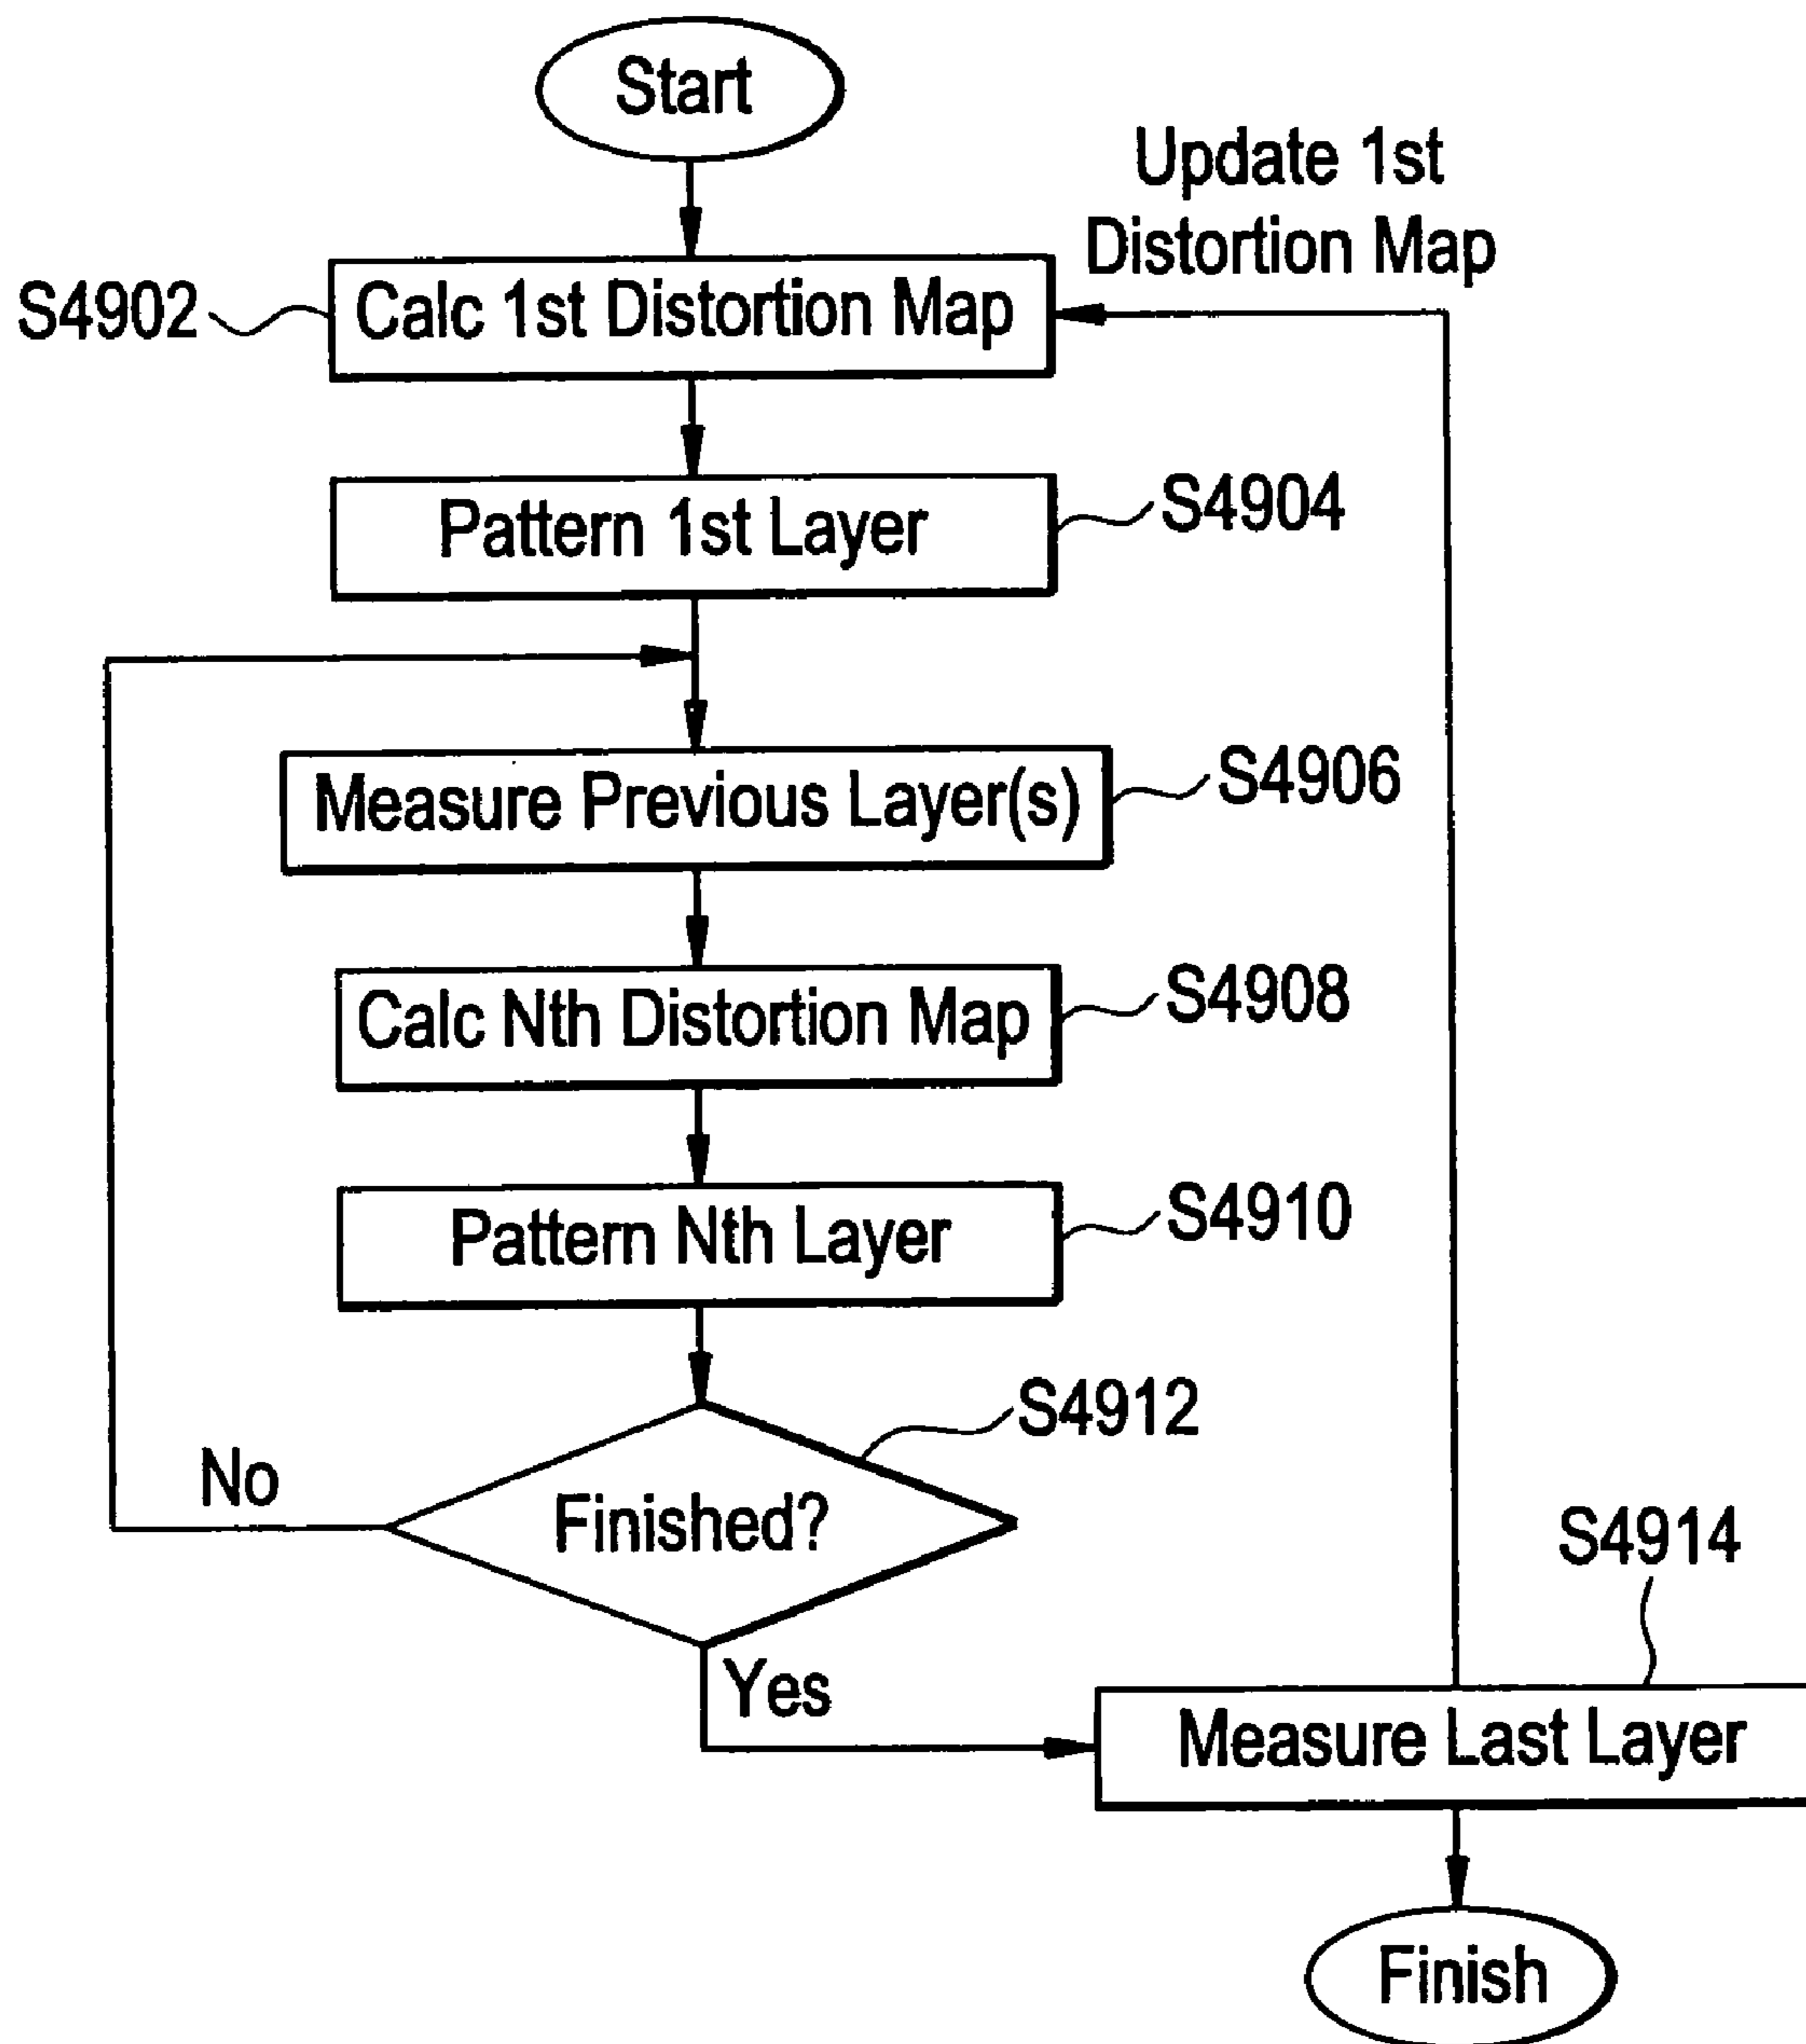 Start
Update 1st
Distortion Map
S4902
Calc 1st Distortion Map
Pattern 1st Layer
S4904
Measure Previous Layer(s)
S4906
Calc Nth Distortion Map
S4908
Pattern Nth Layer
S4910
S4912
No
Finished?
S4914
Yes
Measure Last Layer
Finish